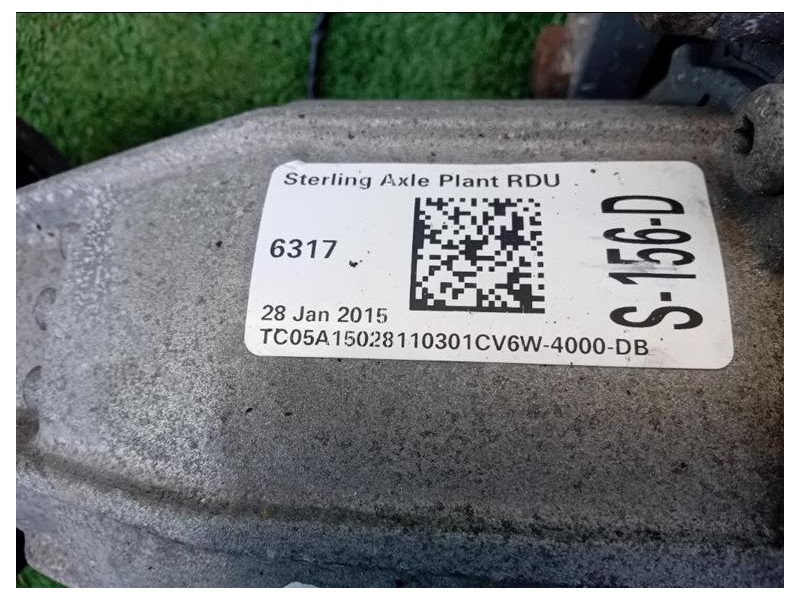 Sterling Axle Plant RDU
6317
28 Jan 2015
TC05A15028110301CV6W-4000-DB
S-156-D